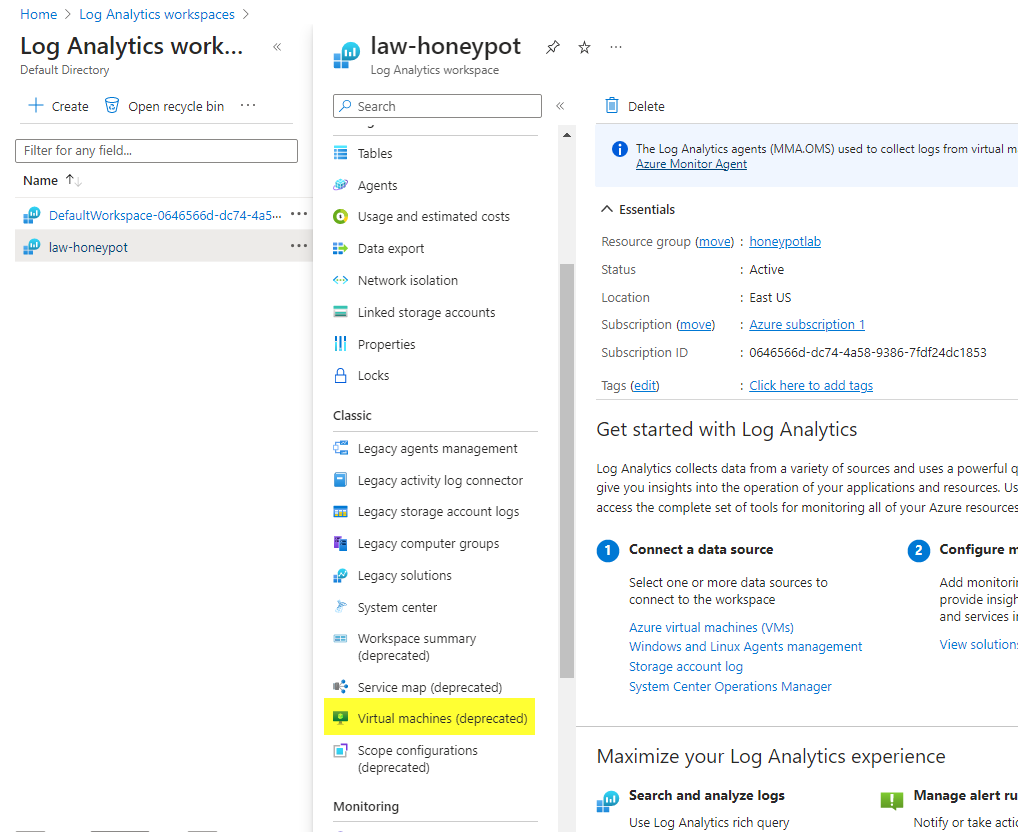 Home > Log Analytics workspaces >
Log Analytics work... «
Default Directory
Create Open recycle bin ...
Filter for any field...
Name ↑↓
DefaultWorkspace-0646566d-dc74-4a5... ...
law-honeypot ...
law-honeypot ...
Log Analytics workspace
Search «
Tables
Agents
Usage and estimated costs
Data export
Network isolation
Linked storage accounts
Properties
Locks
Classic
Legacy agents management
Legacy activity log connector
Legacy storage account logs
Legacy computer groups
Legacy solutions
System center
Workspace summary
(deprecated)
Service map (deprecated)
Virtual machines (deprecated)
Scope configurations
(deprecated)
Monitoring
Delete
The Log Analytics agents (MMA,OMS) used to collect logs from virtual m
Azure Monitor Agent
Essentials
Resource group (move) : honeypotlab
Status : Active
Location : East US
Subscription (move) : Azure subscription 1
Subscription ID : 0646566d-dc74-4a58-9386-7fdf24dc1853
Tags (edit) : Click here to add tags
Get started with Log Analytics
Log Analytics collects data from a variety of sources and uses a powerful q
give you insights into the operation of your applications and resources. Us
access the complete set of tools for monitoring all of your Azure resources
1 Connect a data source
Select one or more data sources to
connect to the workspace
Azure virtual machines (VMs)
Windows and Linux Agents management
Storage account log
System Center Operations Manager
2 Configure m
Add monitorin
provide insigh
and services i
View solutions
Maximize your Log Analytics experience
Search and analyze logs
Use Log Analytics rich query
Manage alert ru
Notify or take actio